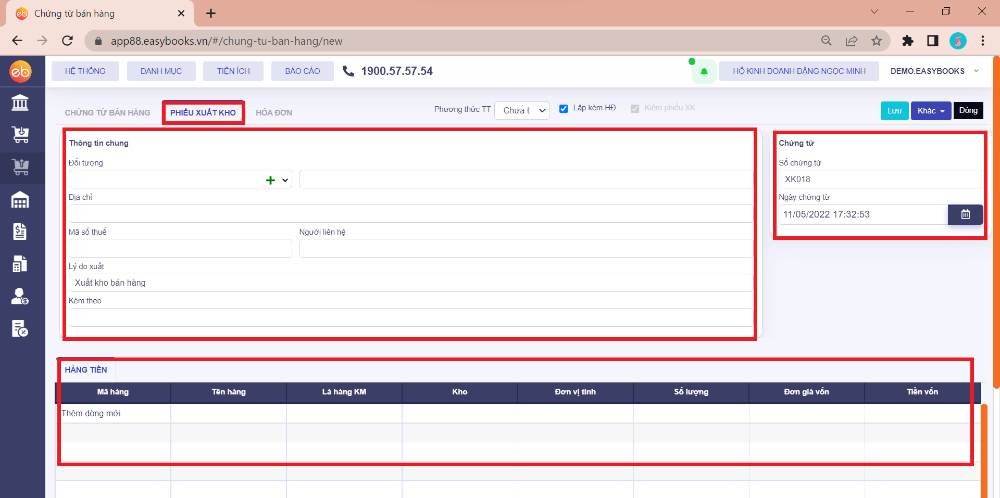 Chứng từ bán hàng
app88.easybooks.vn/#/chung-tu-ban-hang/new
eb
HỆ THỐNG DANH MỤC TIỆN ÍCH BÁO CÁO 1900.57.57.54 HỘ KINH DOANH ĐẶNG NGỌC MINH DEMO.EASYBOOKS
CHỨNG TỪ BÁN HÀNG PHIẾU XUẤT KHO HÓA ĐƠN Phương thức TT Chưa tl Lập kèm HĐ Kiêm phiếu XK Lưu Khác Đóng
Thông tin chung
Đối tượng
Địa chỉ
Mã số thuế Người liên hệ
Lý do xuất
Xuất kho bán hàng
Kèm theo
Chứng từ
Số chứng từ
XK018
Ngày chứng từ
11/05/2022 17:32:53
HÀNG TIỀN
Mã hàng Tên hàng Là hàng KM Kho Đơn vị tính Số lượng Đơn giá vốn Tiền vốn
Thêm dòng mới